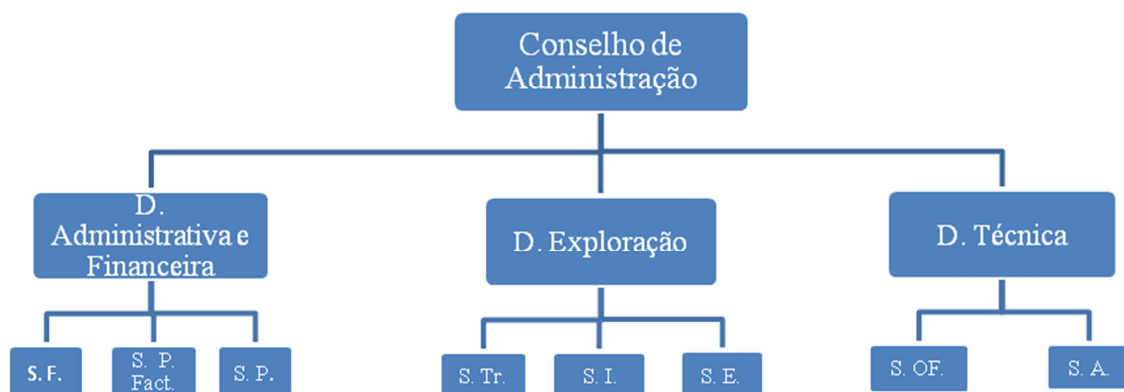 Conselho de
Administração
D.
Administrativa e
Financeira
D. Exploração
D. Técnica
S. F.
S. P.
Fact.
S. P.
S. Tr.
S. I.
S. E.
S. OF.
S. A.